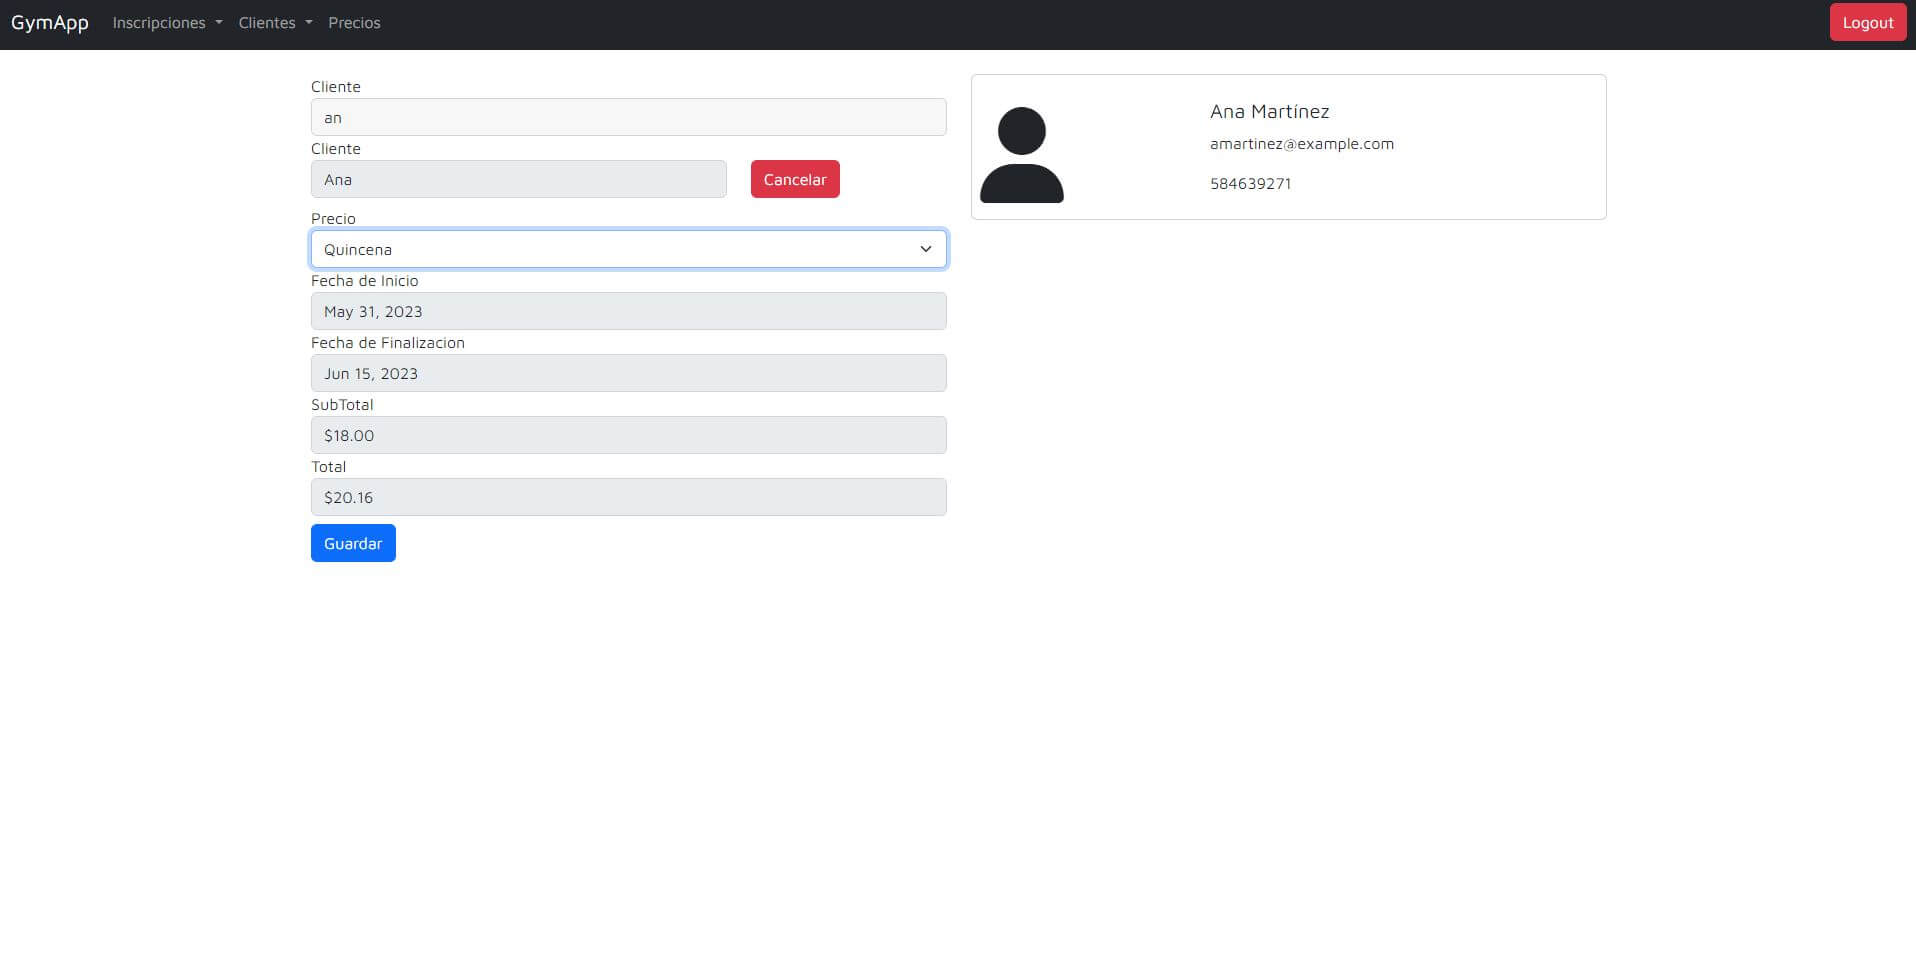 GymApp Inscripciones Clientes Precios Logout
Cliente
an
Cliente
Ana Cancelar
Precio
Quincena
Fecha de Inicio
May 31, 2023
Fecha de Finalizacion
Jun 15, 2023
SubTotal
$18.00
Total
$20.16
Guardar
Ana Martínez
amartinez@example.com
584639271